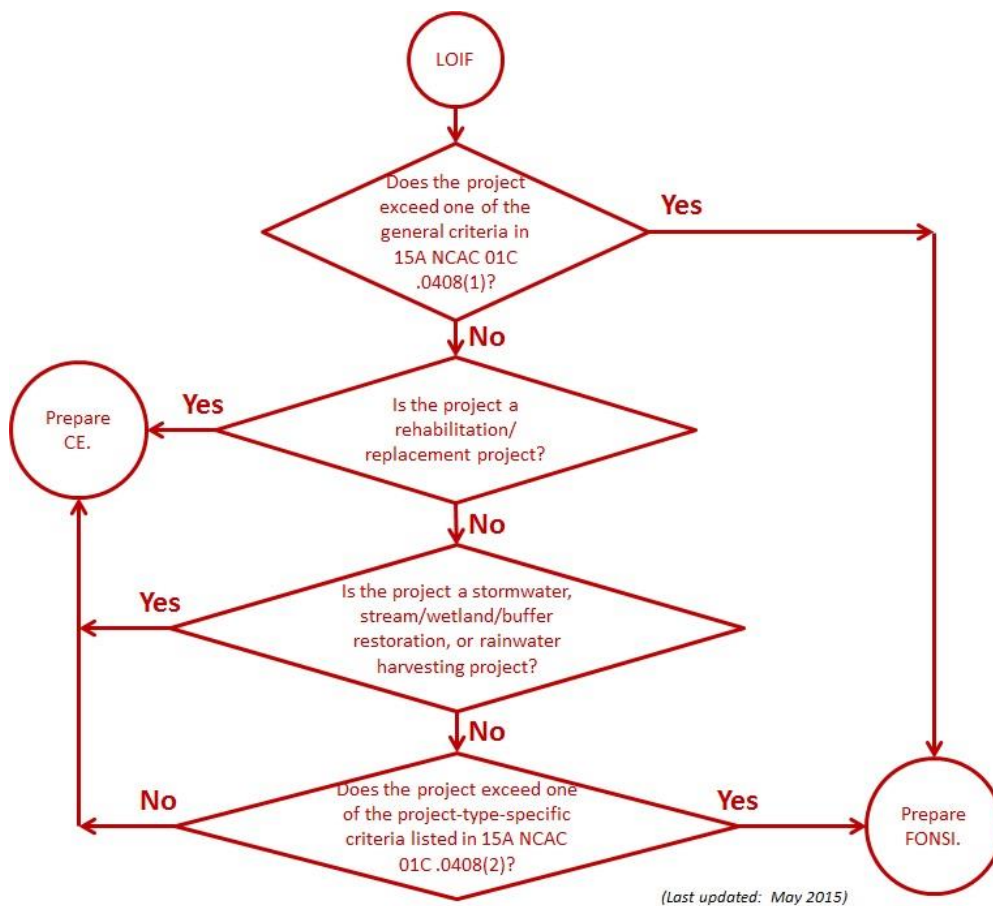 LOIF
Does the project
exceed one of the
general criteria in
15A NCAC 01C
.0408(1)?
Yes
No
Is the project a
rehabilitation/
replacement project?
Yes
Prepare
CE.
No
Is the project a stormwater,
stream/wetland/buffer
restoration, or rainwater
harvesting project?
Yes
No
Does the project exceed one
of the project-type-specific
criteria listed in 15A NCAC
01C .0408(2)?
No
Yes
Prepare
FONSI.
(Last updated: May 2015)